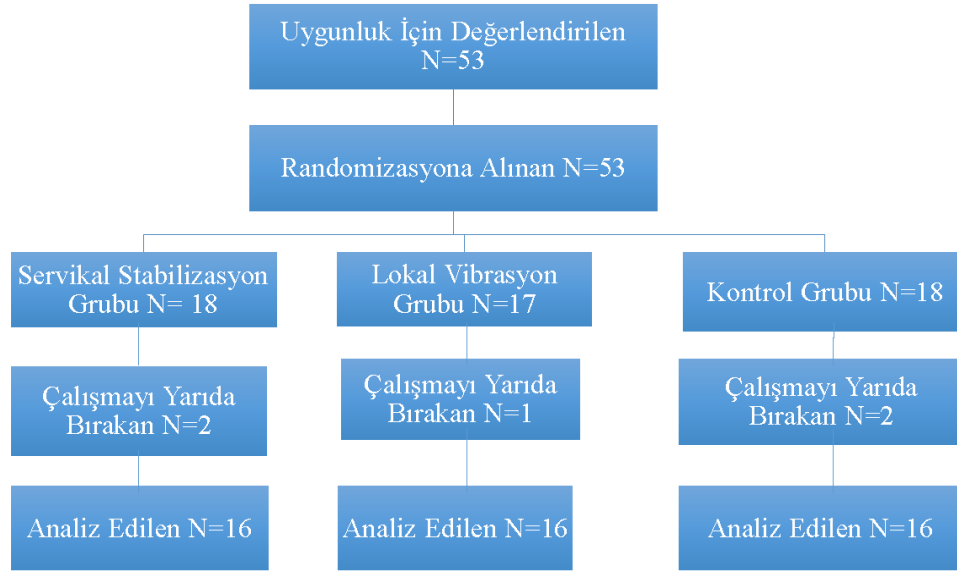 Uygunluk İçin Değerlendirilen
N=53
Randomizasyona Alınan N=53
Servikal Stabilizasyon
Grubu N= 18
Lokal Vibrasyon
Grubu N=17
Kontrol Grubu N=18
Çalışmayı Yarıda
Bırakan N=2
Çalışmayı Yarıda
Bırakan N=1
Çalışmayı Yarıda
Bırakan N=2
Analiz Edilen N=16
Analiz Edilen N=16
Analiz Edilen N=16